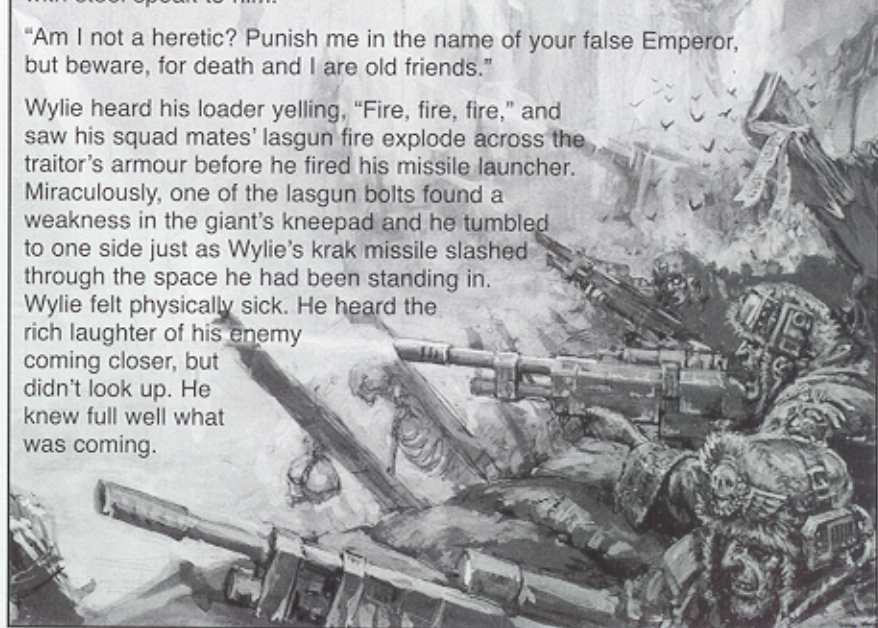 with steel speak to him.
“Am I not a heretic? Punish me in the name of your false Emperor,
but beware, for death and I are old friends.”
Wylie heard his loader yelling, “Fire, fire, fire,” and
saw his squad mates’ lasgun fire explode across the
traitor’s armour before he fired his missile launcher.
Miraculously, one of the lasgun bolts found a
weakness in the giant’s kneepad and he tumbled
to one side just as Wylie’s krak missile slashed
through the space he had been standing in.
Wylie felt physically sick. He heard the
rich laughter of his enemy
coming closer, but
didn’t look up. He
knew full well what
was coming.